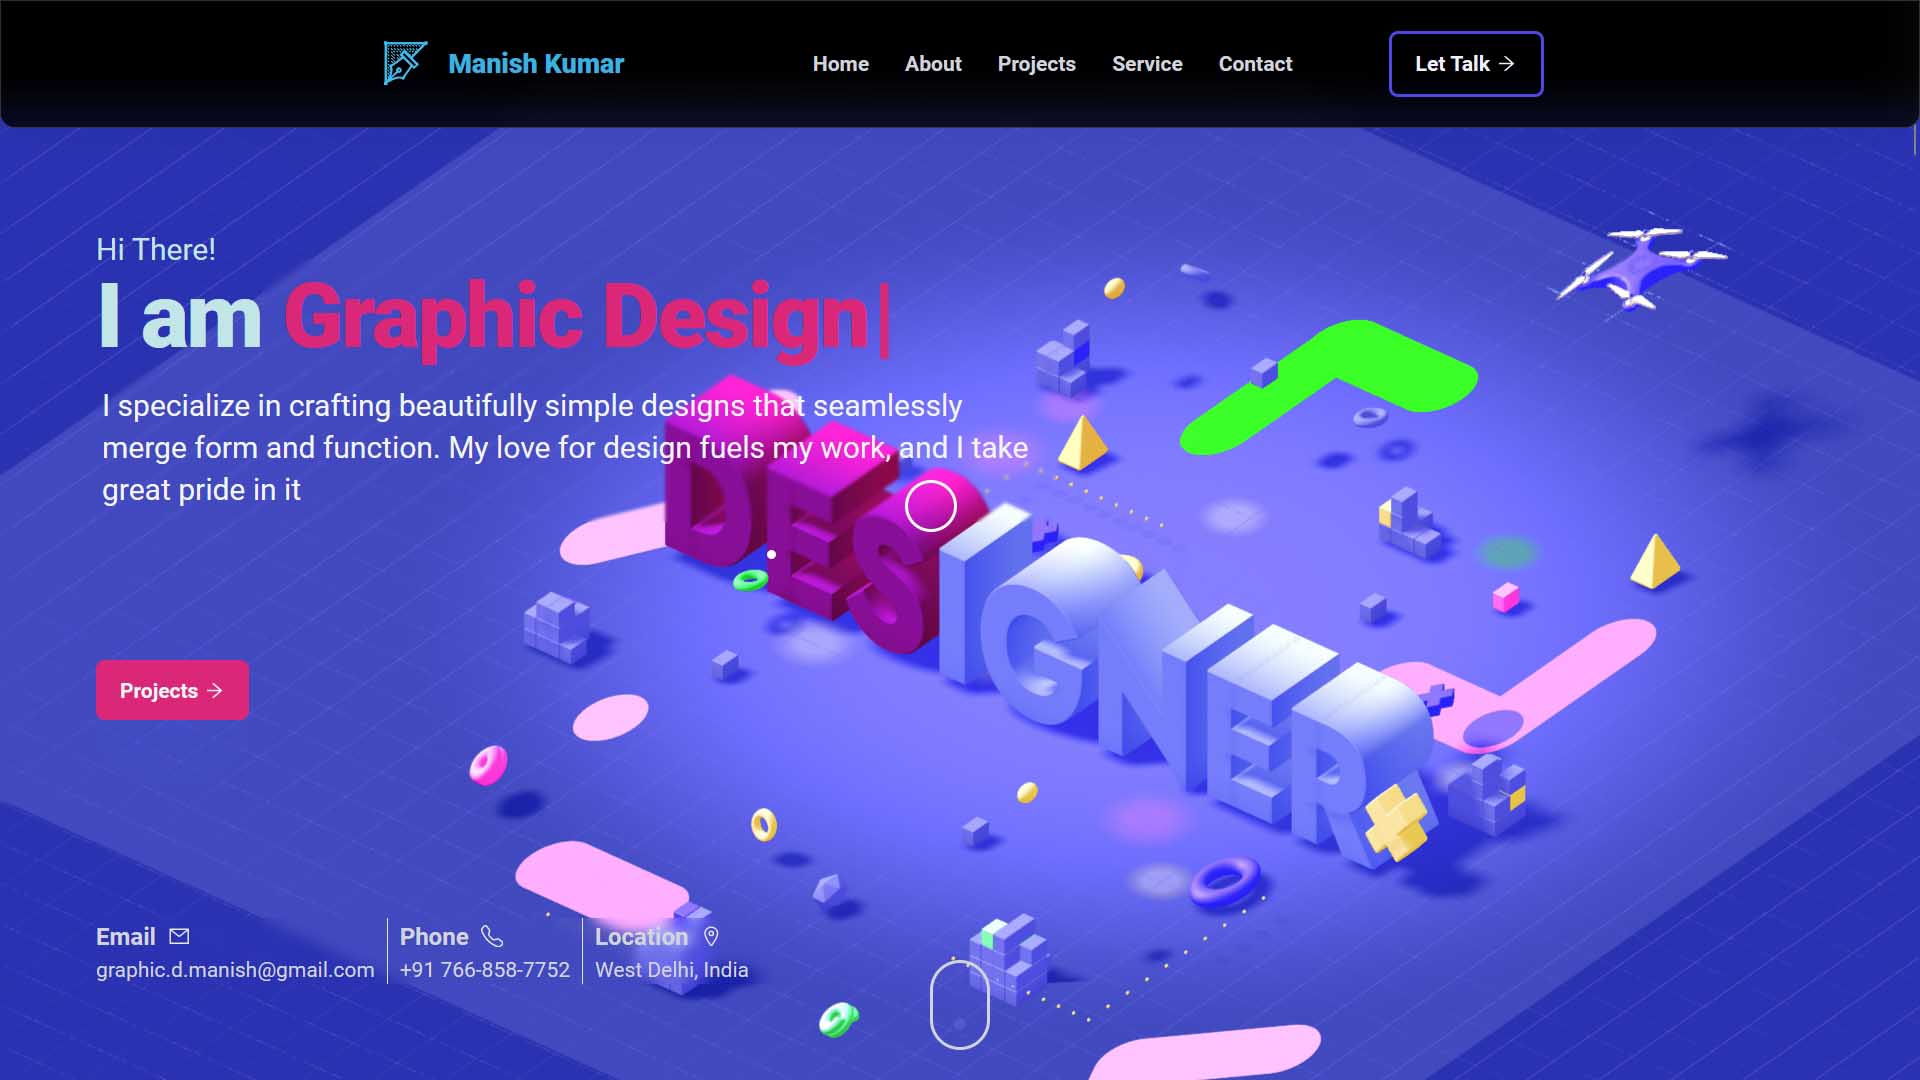 Manish Kumar
Home About Projects Service Contact
Let Talk
Hi There!
I am Graphic Design|
I specialize in crafting beautifully simple designs that seamlessly
merge form and function. My love for design fuels my work, and I take
great pride in it
DESIGNER
Projects
Email
graphic.d.manish@gmail.com
Phone
+91 766-858-7752
Location
West Delhi, India